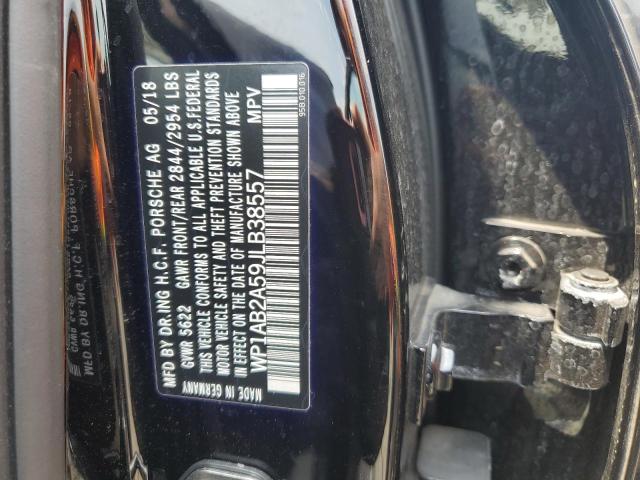 MFD BY DR.ING H.C.F. PORSCHE AG 05/18
GVWR 5622 GAWR FRONT/REAR 2844/2954 LBS
THIS VEHICLE CONFORMS TO ALL APPLICABLE U.S.FEDERAL
MOTOR VEHICLE SAFETY AND THEFT PREVENTION STANDARDS
IN EFFECT ON THE DATE OF MANUFACTURE SHOWN ABOVE
WP1AB2A59JLB38557 MPV
MADE IN GERMANY
958.010.016